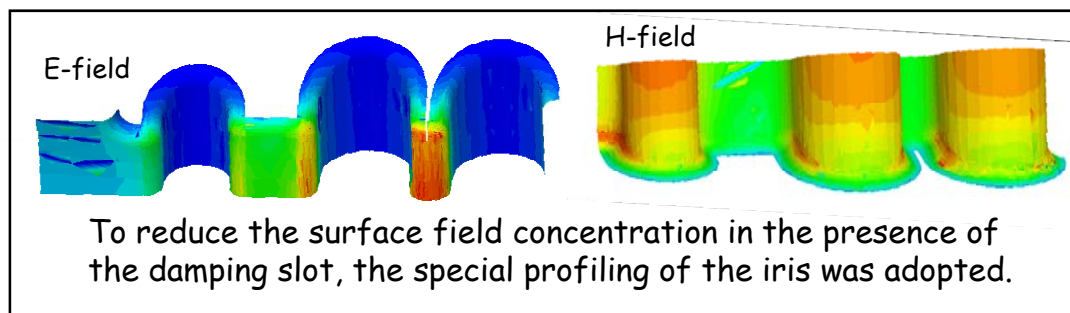 E-field
H-field
To reduce the surface field concentration in the presence of
the damping slot, the special profiling of the iris was adopted.